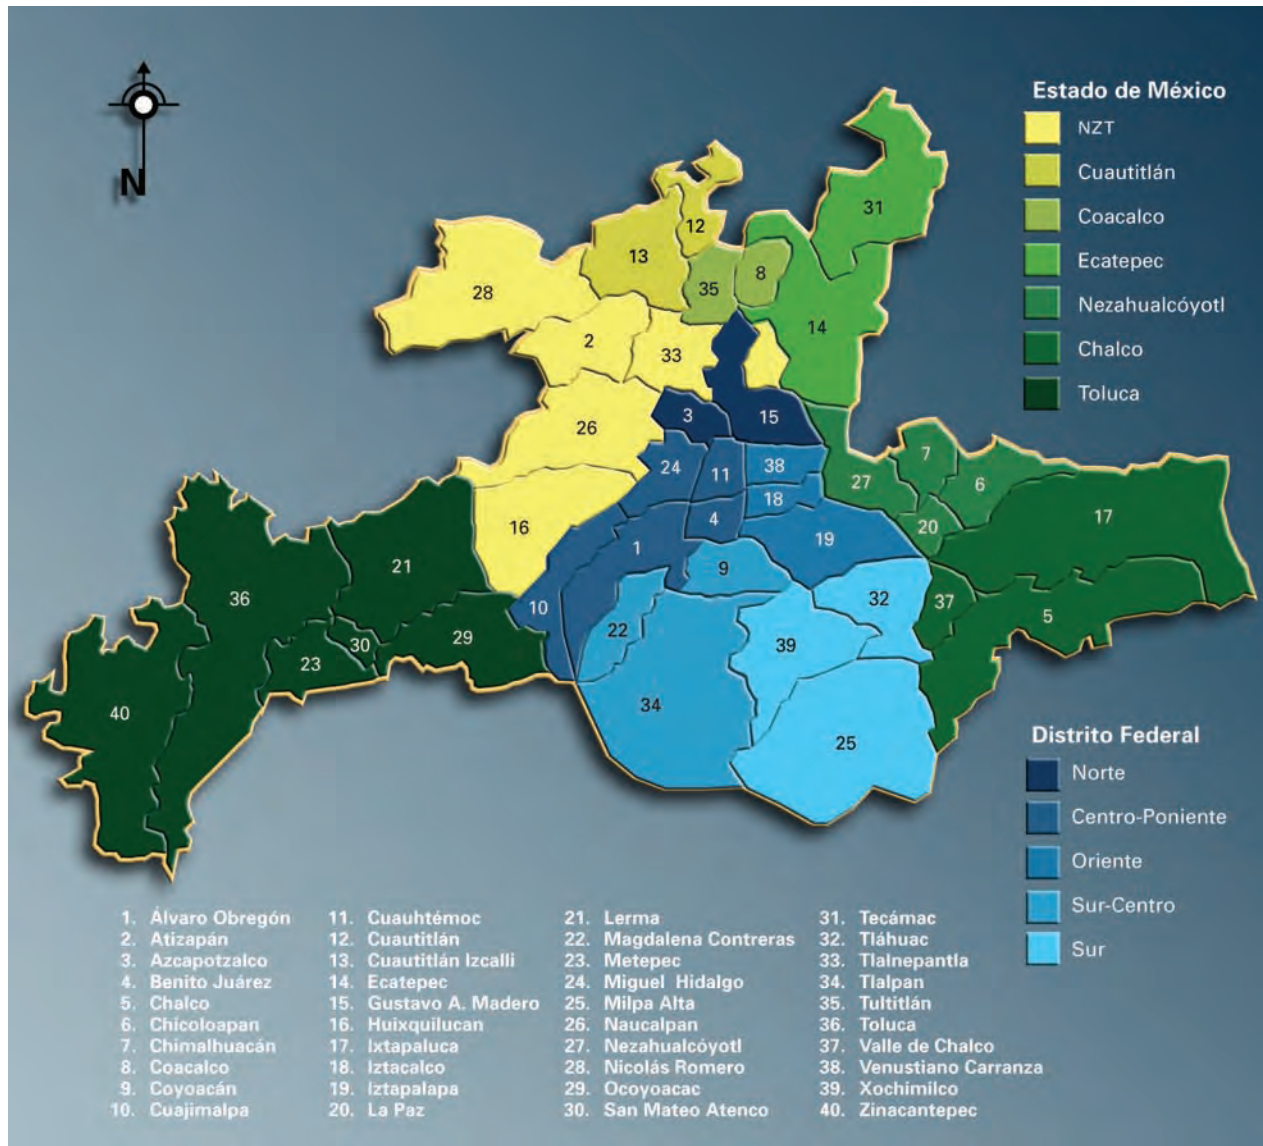 N
Estado de México
NZT
Cuautitlán
Coacalco
Ecatepec
Nezahualcóyotl
Chalco
Toluca
31
12
13
28
35
8
14
2
33
26
3
15
24
11
38
7
6
27
18
20
17
16
4
1
19
9
21
36
10
32
37
5
22
39
30
29
23
40
34
25
Distrito Federal
Norte
Centro-Poniente
Oriente
Sur-Centro
Sur
1. Álvaro Obregón
2. Atizapán
3. Azcapotzalco
4. Benito Juárez
5. Chalco
6. Chicoloapan
7. Chimalhuacán
8. Coacalco
9. Coyoacán
10. Cuajimalpa
11. Cuauhtémoc
12. Cuautitlán
13. Cuautitlán Izcalli
14. Ecatepec
15. Gustavo A. Madero
16. Huixquilucan
17. Ixtapaluca
18. Iztacalco
19. Iztapalapa
20. La Paz
21. Lerma
22. Magdalena Contreras
23. Metepec
24. Miguel Hidalgo
25. Milpa Alta
26. Naucalpan
27. Nezahualcóyotl
28. Nicolás Romero
29. Ocoyoacac
30. San Mateo Atenco
31. Tecámac
32. Tláhuac
33. Tlalnepantla
34. Tlalpan
35. Tultitlán
36. Toluca
37. Valle de Chalco
38. Venustiano Carranza
39. Xochimilco
40. Zinacantepec